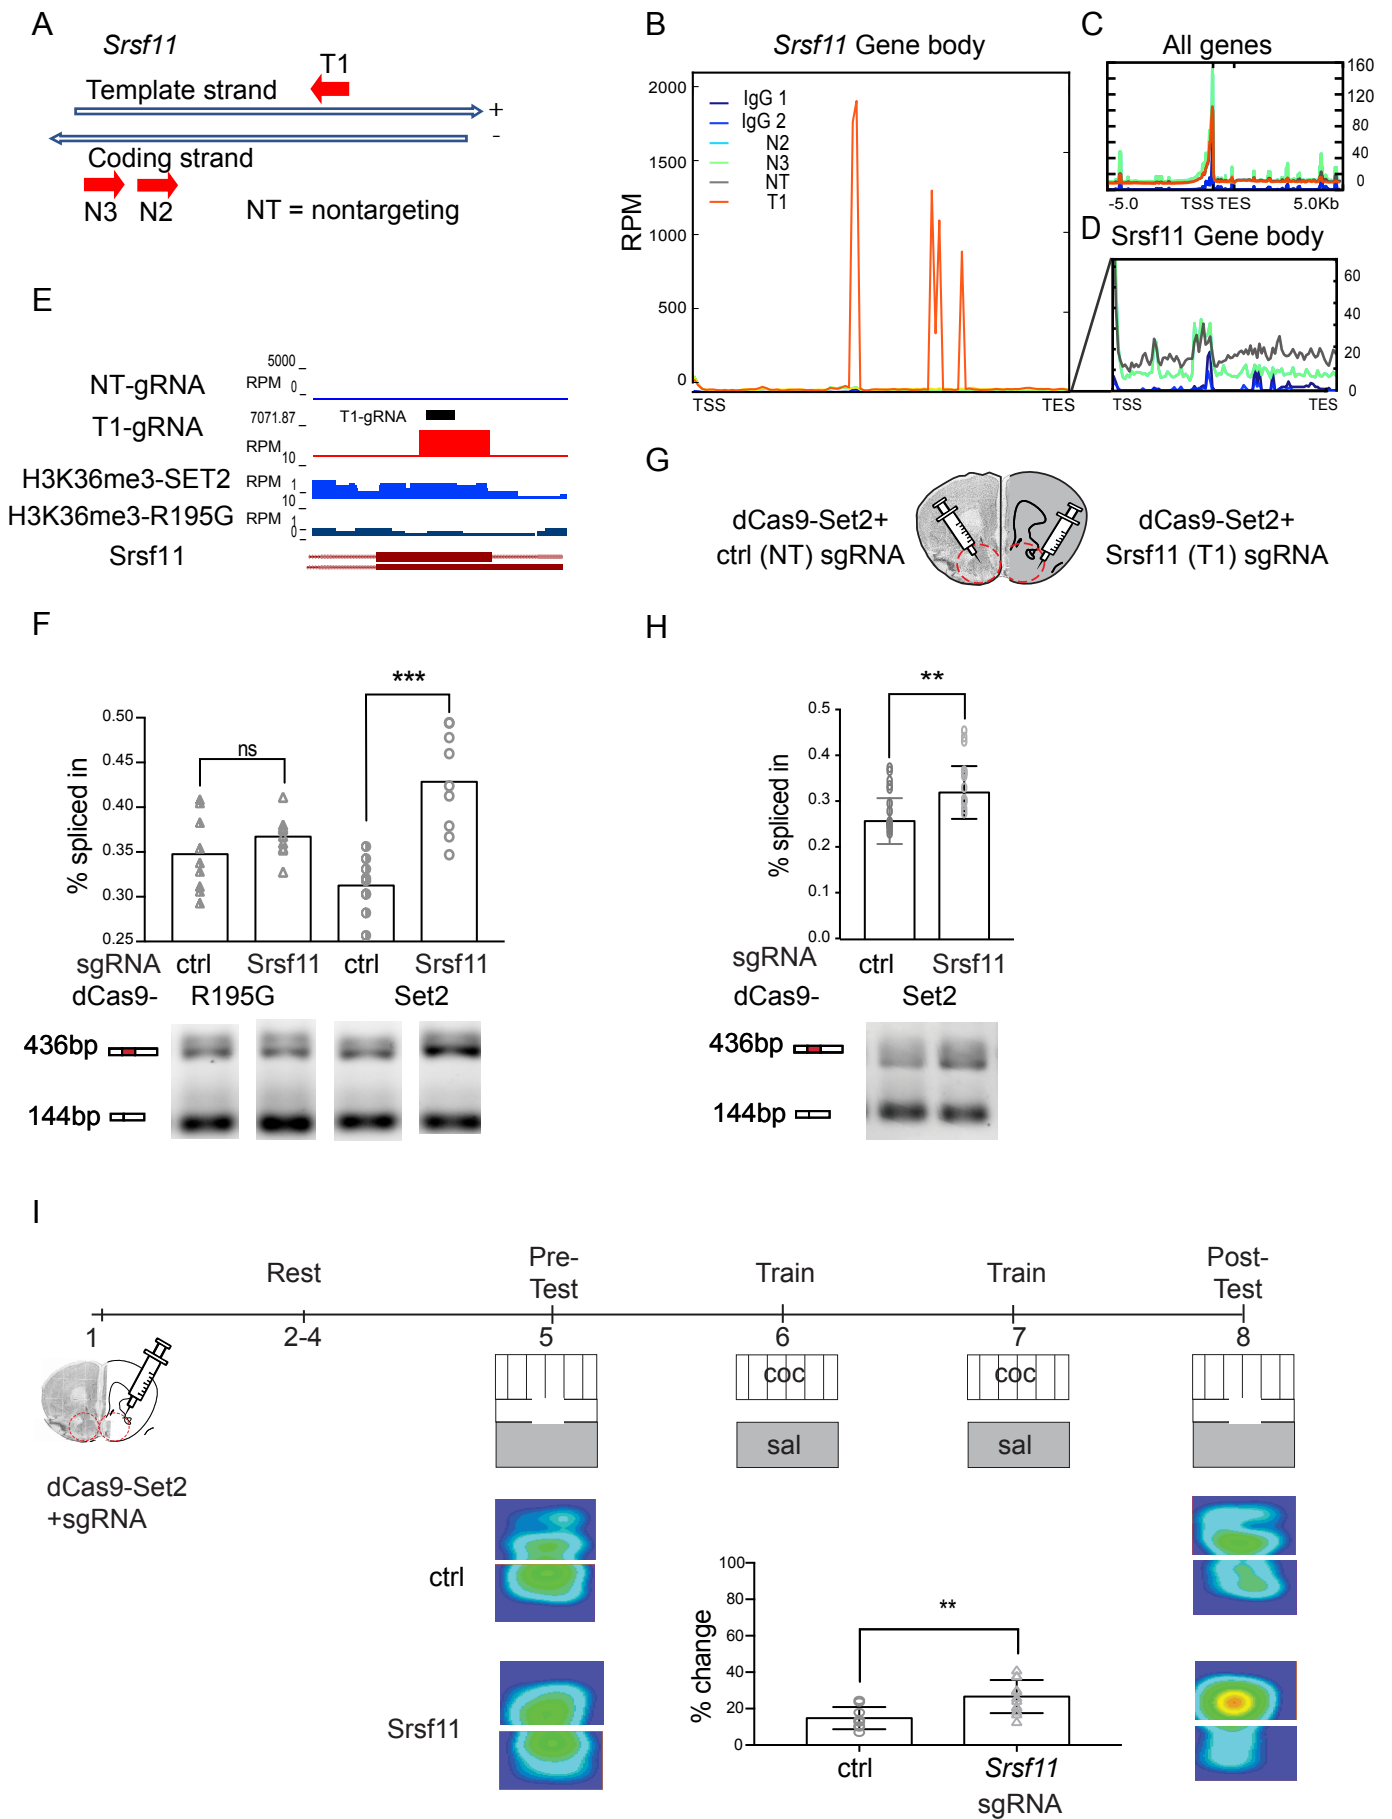 A
Srsf11
T1
Template strand
+
-
Coding strand
N3 N2 NT = nontargeting
B
Srsf11 Gene body
2000
1500
1000
500
0
RPM
IgG 1
IgG 2
N2
N3
NT
T1
TSS TES
C
All genes
160
120
80
40
0
-5.0 TSS TES 5.0Kb
D
Srsf11 Gene body
60
40
20
0
TSS TES
E
NT-gRNA 5000 RPM 0
T1-gRNA 7071.87 RPM T1-gRNA
H3K36me3-SET2 10 RPM 1
H3K36me3-R195G 10 RPM 1 0
Srsf11
G
dCas9-Set2+
ctrl (NT) sgRNA
dCas9-Set2+
Srsf11 (T1) sgRNA
F
% spliced in
0.50
0.45
0.40
0.35
0.30
0.25
ns
***
sgRNA ctrl Srsf11 ctrl Srsf11
dCas9- R195G Set2
436bp
144bp
H
% spliced in
0.5
0.4
0.3
0.2
0.1
0.0
**
sgRNA ctrl Srsf11
dCas9- Set2
436bp
144bp
I
Rest
Pre-
Test
Train
Train
Post-
Test
1 2-4 5 6 7 8
coc
coc
sal
sal
dCas9-Set2
+sgRNA
ctrl
Srsf11
% change
100
80
60
40
20
0
**
ctrl Srsf11
sgRNA